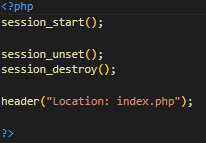 <?php
session_start();

session_unset();
session_destroy();

header("Location: index.php");

?>